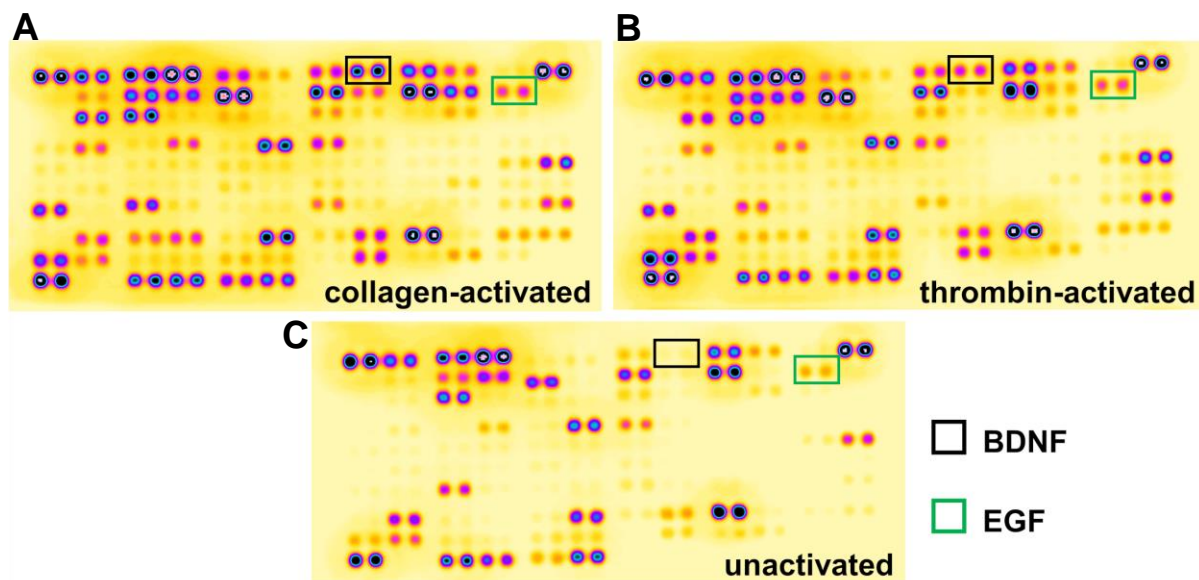 A
B
collagen-activated
thrombin-activated
C
BDNF
EGF
unactivated